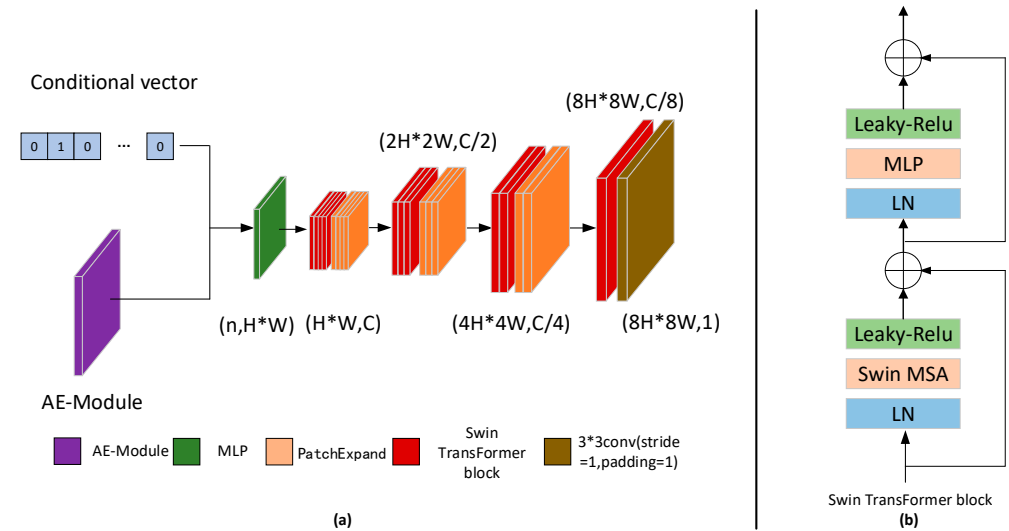 Conditional vector
0 1 0 ... 0
AE-Module
(n,H*W)
(H*W,C)
(2H*2W,C/2)
(4H*4W,C/4)
(8H*8W,C/8)
(8H*8W,1)
AE-Module
MLP
PatchExpand
Swin
TransFormer
block
3*3conv(stride
=1,padding=1)
(a)
Leaky-Relu
MLP
LN
Leaky-Relu
Swin MSA
LN
Swin TransFormer block
(b)